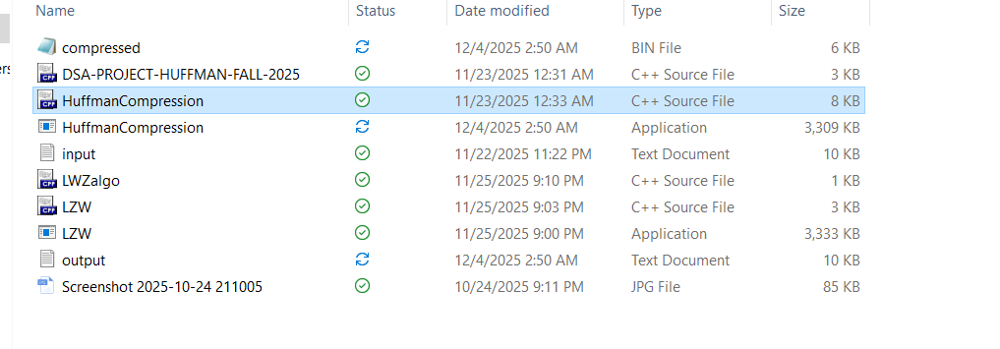 Name Status Date modified Type Size
compressed 12/4/2025 2:50 AM BIN File 6 KB
ers CPP DSA-PROJECT-HUFFMAN-FALL-2025 11/23/2025 12:31 AM C++ Source File 3 KB
CPP HuffmanCompression 11/23/2025 12:33 AM C++ Source File 8 KB
HuffmanCompression 12/4/2025 2:50 AM Application 3,309 KB
input 11/22/2025 11:22 PM Text Document 10 KB
CPP LWZalgo 11/25/2025 9:10 PM C++ Source File 1 KB
CPP LZW 11/25/2025 9:03 PM C++ Source File 3 KB
LZW 11/25/2025 9:00 PM Application 3,333 KB
output 12/4/2025 2:50 AM Text Document 10 KB
Screenshot 2025-10-24 211005 10/24/2025 9:11 PM JPG File 85 KB